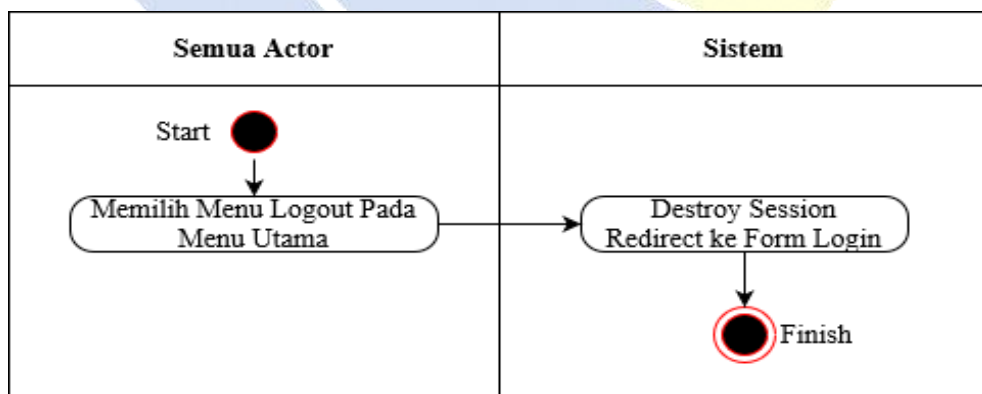 Semua Actor
Sistem
Start
Memilih Menu Logout Pada
Menu Utama
Destroy Session
Redirect ke Form Login
Finish